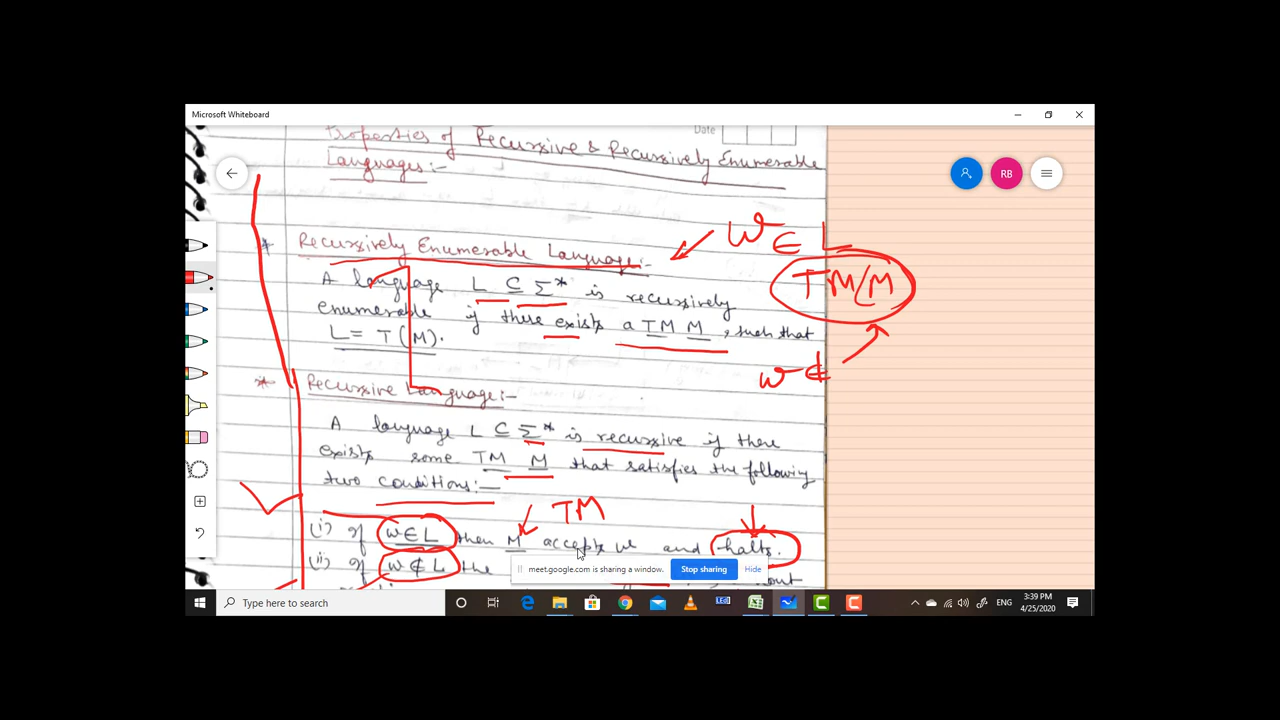 Microsoft Whiteboard
Date
Properties of Recursive & Recursively Enumerable
Languages:-
RB
* Recursively Enumerable Language:-
w ∈ L
A language L ⊆ Σ* is recursively
TM(M)
enumerable if there exists a TM M, such that
L = T(M).
w ∉
* Recursive Language:-
A language L ⊆ Σ* is recursive if there
exists some TM M that satisfies the following
two conditions:-
TM
(i) If w ∈ L then M accepts w and halts.
(ii) If w ∉ L the
meet.google.com is sharing a window. Stop sharing Hide
Type here to search
ENG
3:39 PM
4/25/2020